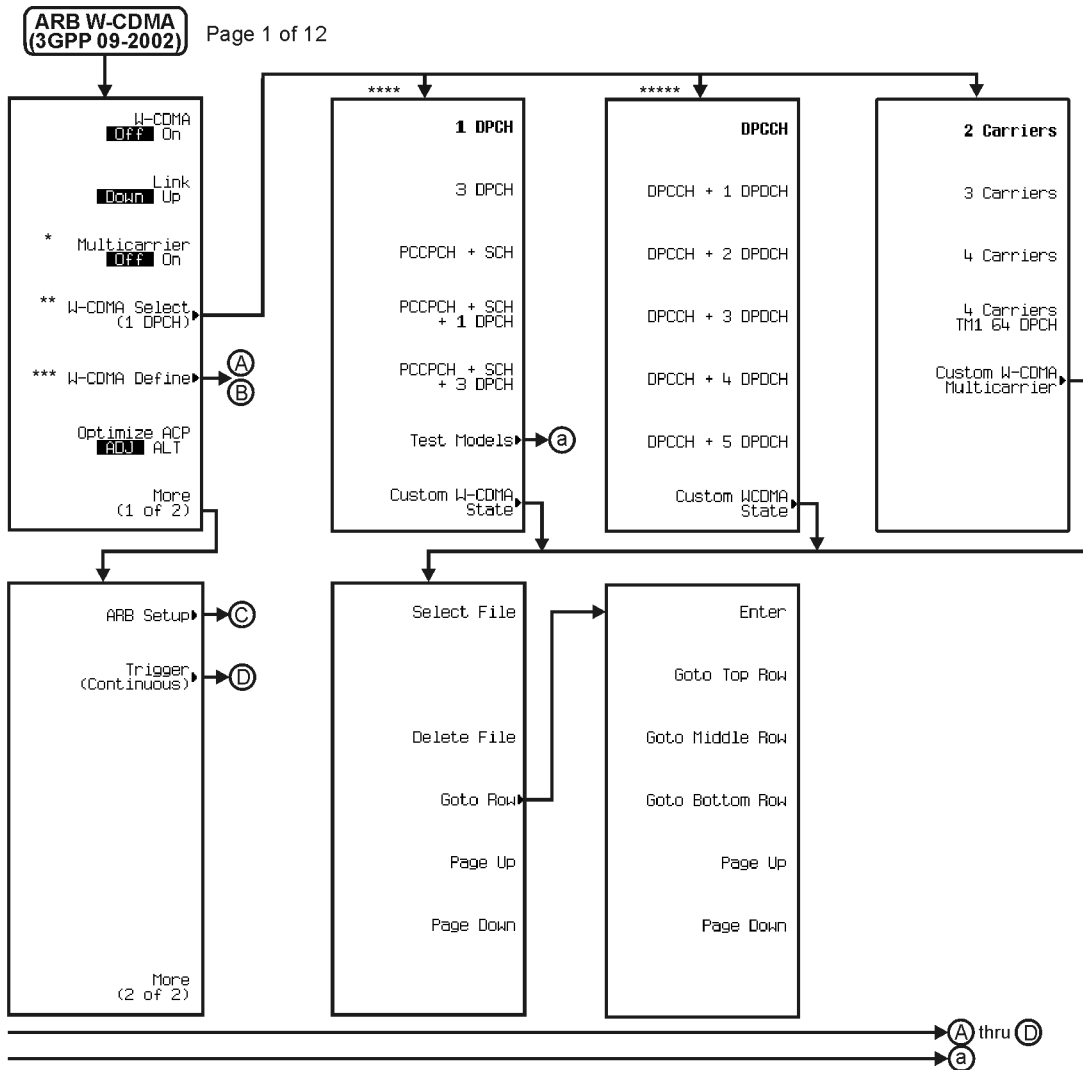 ARB W-CDMA
(3GPP 09-2002)
Page 1 of 12
W-CDMA
Off On
Link
Down Up
*
Multicarrier
Off On
**
W-CDMA Select
(1 DPCH)
***
W-CDMA Define
A
B
Optimize ACP
ADJ ALT
More
(1 of 2)
****
1 DPCH
3 DPCH
PCCPCH + SCH
PCCPCH + SCH
+ 1 DPCH
PCCPCH + SCH
+ 3 DPCH
Test Models
a
Custom W-CDMA
State
*****
DPCCH
DPCCH + 1 DPDCH
DPCCH + 2 DPDCH
DPCCH + 3 DPDCH
DPCCH + 4 DPDCH
DPCCH + 5 DPDCH
Custom WCDMA
State
2 Carriers
3 Carriers
4 Carriers
4 Carriers
TM1 64 DPCH
Custom W-CDMA
Multicarrier
ARB Setup
C
Trigger
(Continuous)
D
More
(2 of 2)
Select File
Delete File
Goto Row
Page Up
Page Down
Enter
Goto Top Row
Goto Middle Row
Goto Bottom Row
Page Up
Page Down
A thru D
a